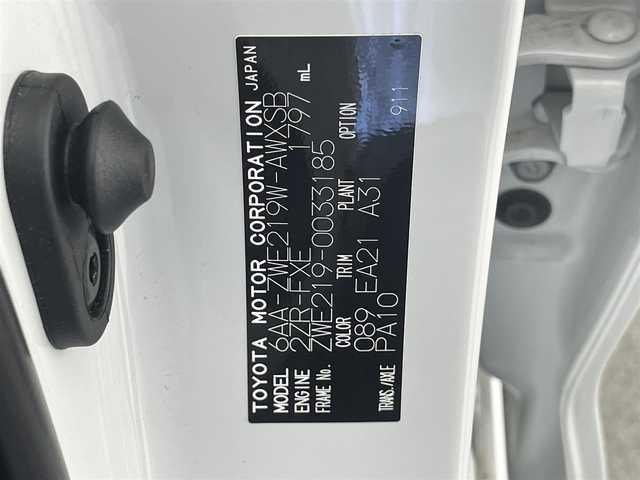 TOYOTA MOTOR CORPORATION JAPAN
MODEL 6AA-ZWE219W-AWXSB
ENGINE 2ZR-FXE 1797 mL
FRAME No. ZWE219-0033185
COLOR TRIM PLANT OPTION
089 EA21 A31 911
TRANS./AXLE PA10